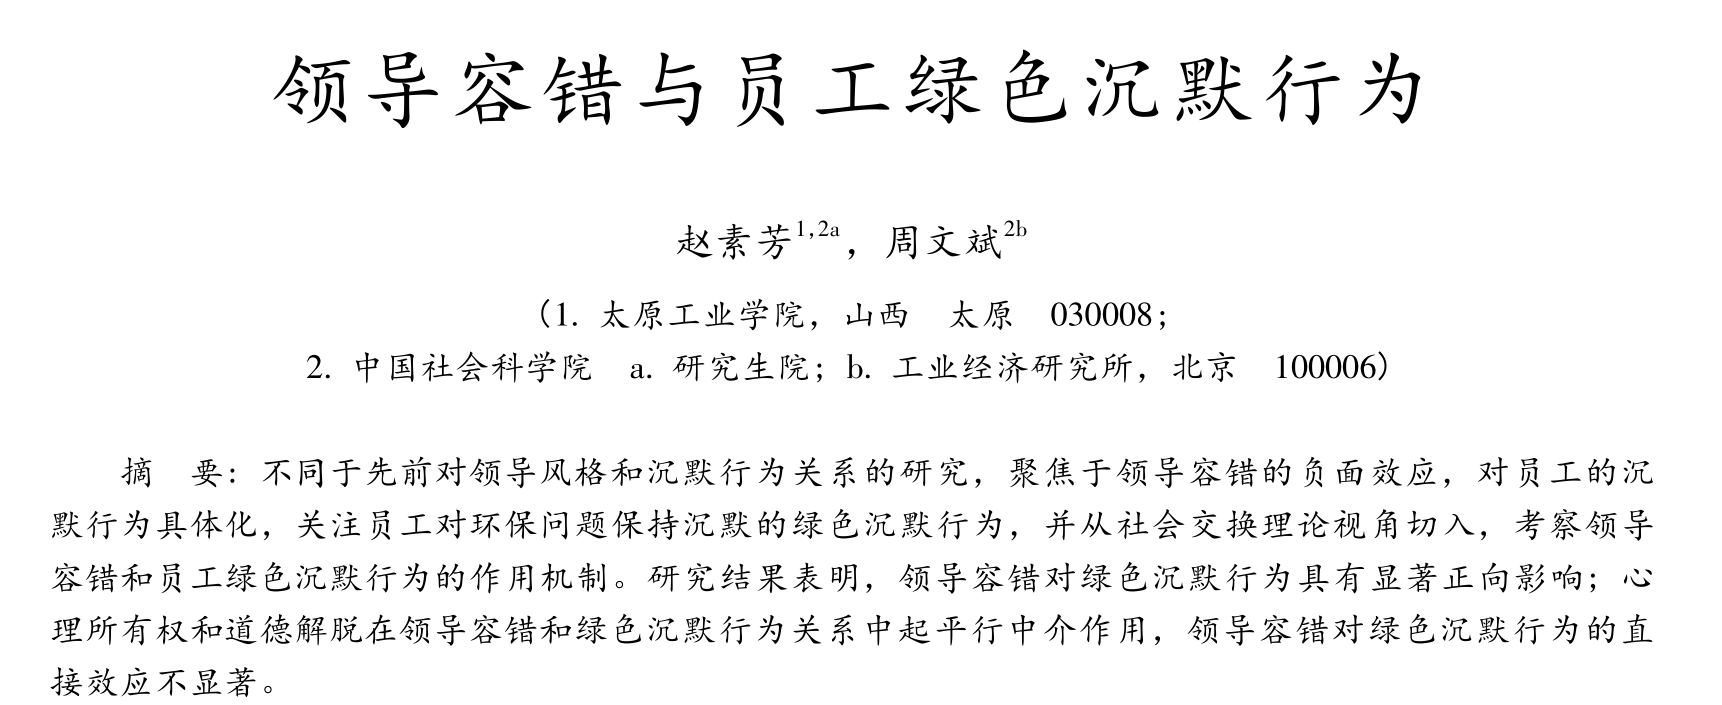 领导容错与员工绿色沉默行为
赵素芳1,2a，周文斌2b
（1. 太原工业学院，山西　太原　030008；
2. 中国社会科学院　a. 研究生院；b. 工业经济研究所，北京　100006）
摘　要：不同于先前对领导风格和沉默行为关系的研究，聚焦于领导容错的负面效应，对员工的沉
默行为具体化，关注员工对环保问题保持沉默的绿色沉默行为，并从社会交换理论视角切入，考察领导
容错和员工绿色沉默行为的作用机制。研究结果表明，领导容错对绿色沉默行为具有显著正向影响；心
理所有权和道德解脱在领导容错和绿色沉默行为关系中起平行中介作用，领导容错对绿色沉默行为的直
接效应不显著。